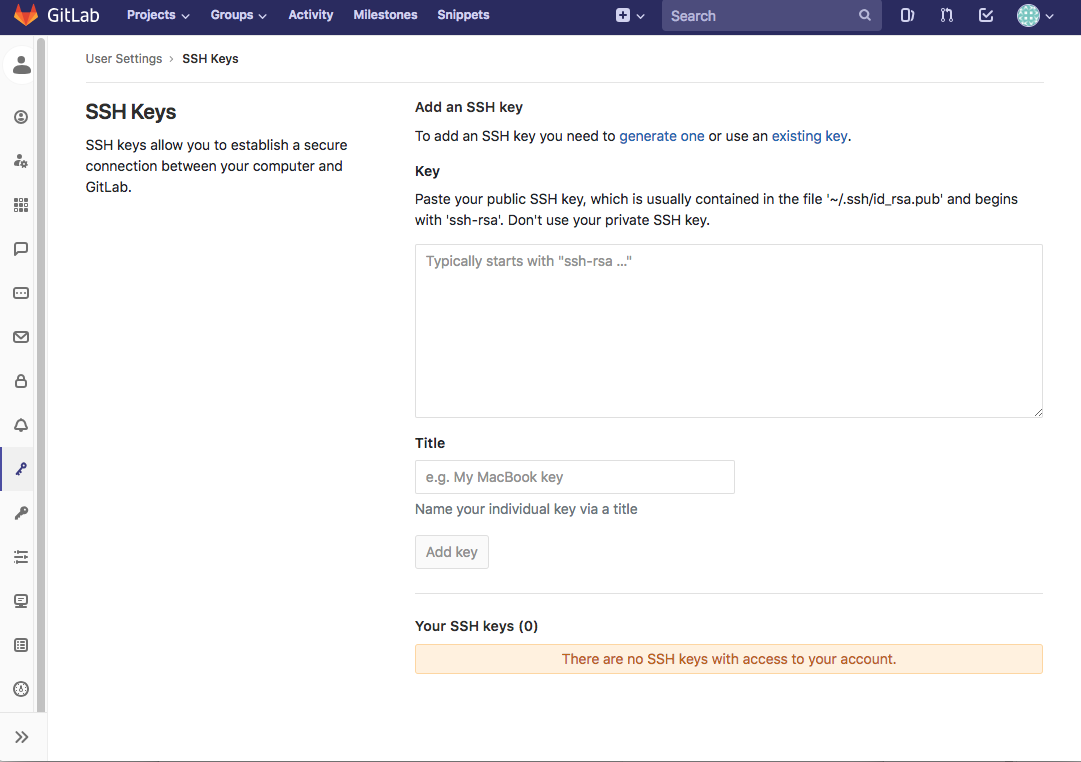 GitLab Projects Groups Activity Milestones Snippets Search
User Settings › SSH Keys
SSH Keys
SSH keys allow you to establish a secure
connection between your computer and
GitLab.
Add an SSH key
To add an SSH key you need to generate one or use an existing key.
Key
Paste your public SSH key, which is usually contained in the file '~/.ssh/id_rsa.pub' and begins
with 'ssh-rsa'. Don't use your private SSH key.
Typically starts with "ssh-rsa ..."
Title
e.g. My MacBook key
Name your individual key via a title
Add key
Your SSH keys (0)
There are no SSH keys with access to your account.